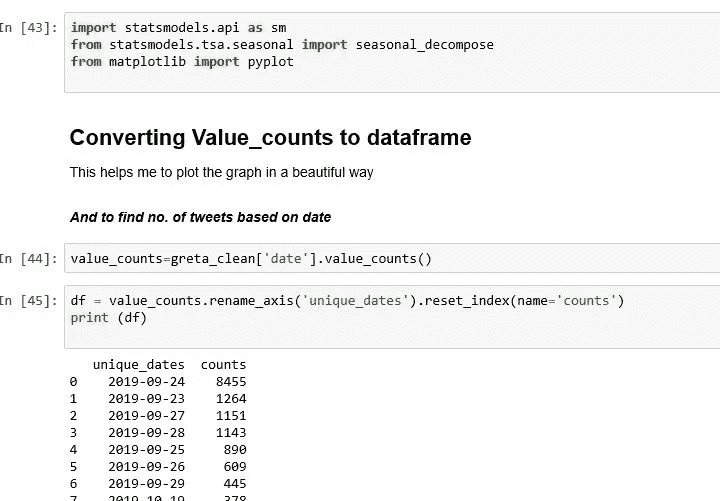 In [43]: import statsmodels.api as sm
from statsmodels.tsa.seasonal import seasonal_decompose
from matplotlib import pyplot
Converting Value_counts to dataframe
This helps me to plot the graph in a beautiful way
And to find no. of tweets based on date
In [44]: value_counts=greta_clean['date'].value_counts()
In [45]: df = value_counts.rename_axis('unique_dates').reset_index(name='counts')
print (df)
unique_dates counts
0 2019-09-24 8455
1 2019-09-23 1264
2 2019-09-27 1151
3 2019-09-28 1143
4 2019-09-25 890
5 2019-09-26 609
6 2019-09-29 445
7 2019-10-19 378